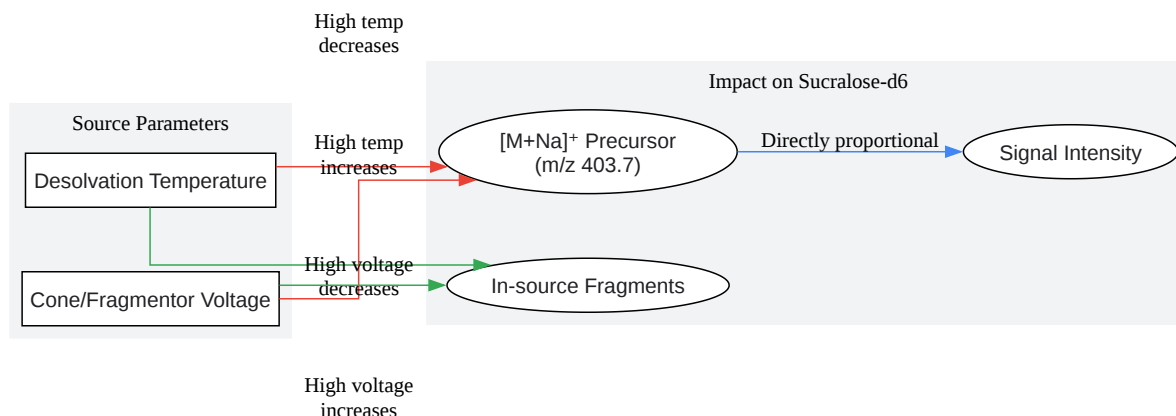 High temp
decreases
Impact on Sucralose-d6
Source Parameters
Desolvation Temperature
High temp
increases
[M+Na]⁺ Precursor
(m/z 403.7)
Directly proportional
Signal Intensity
Cone/Fragmentor Voltage
High voltage
decreases
In-source Fragments
High voltage
increases